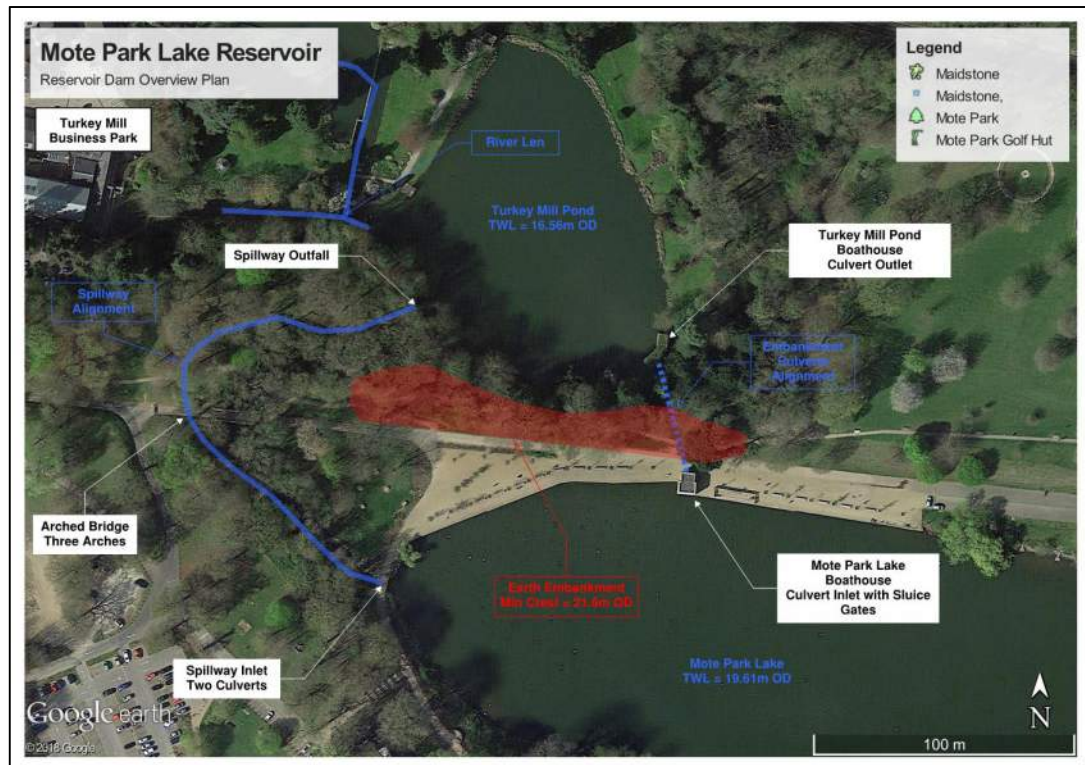 Mote Park Lake Reservoir
Reservoir Dam Overview Plan
Legend
Maidstone
Maidstone,
Mote Park
Mote Park Golf Hut
Turkey Mill
Business Park
River Len
Turkey Mill Pond
TWL = 16.56m OD
Spillway Outfall
Turkey Mill Pond
Boathouse
Culvert Outlet
Spillway
Alignment
Embankment
Alignment
Arched Bridge
Three Arches
Earth Embankment
Min Crest = 21.6m OD
Mote Park Lake
Boathouse
Culvert Inlet with Sluice
Gates
Spillway Inlet
Two Culverts
Mote Park Lake
TWL = 19.61m OD
Google earth
© 2018 Google
N
100 m